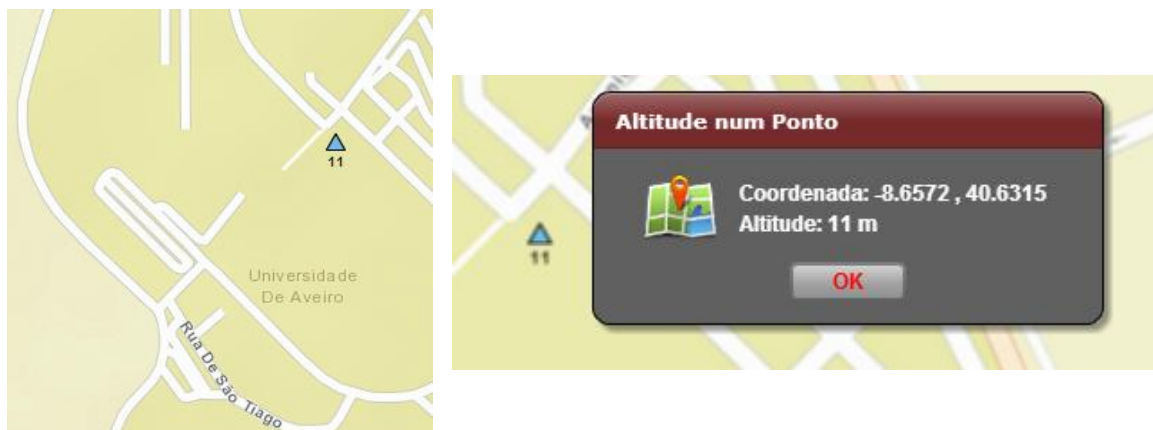 11
Universidade
De Aveiro
Rua De São Tiago
Altitude num Ponto
Coordenada: -8.6572 , 40.6315
Altitude: 11 m
OK
11